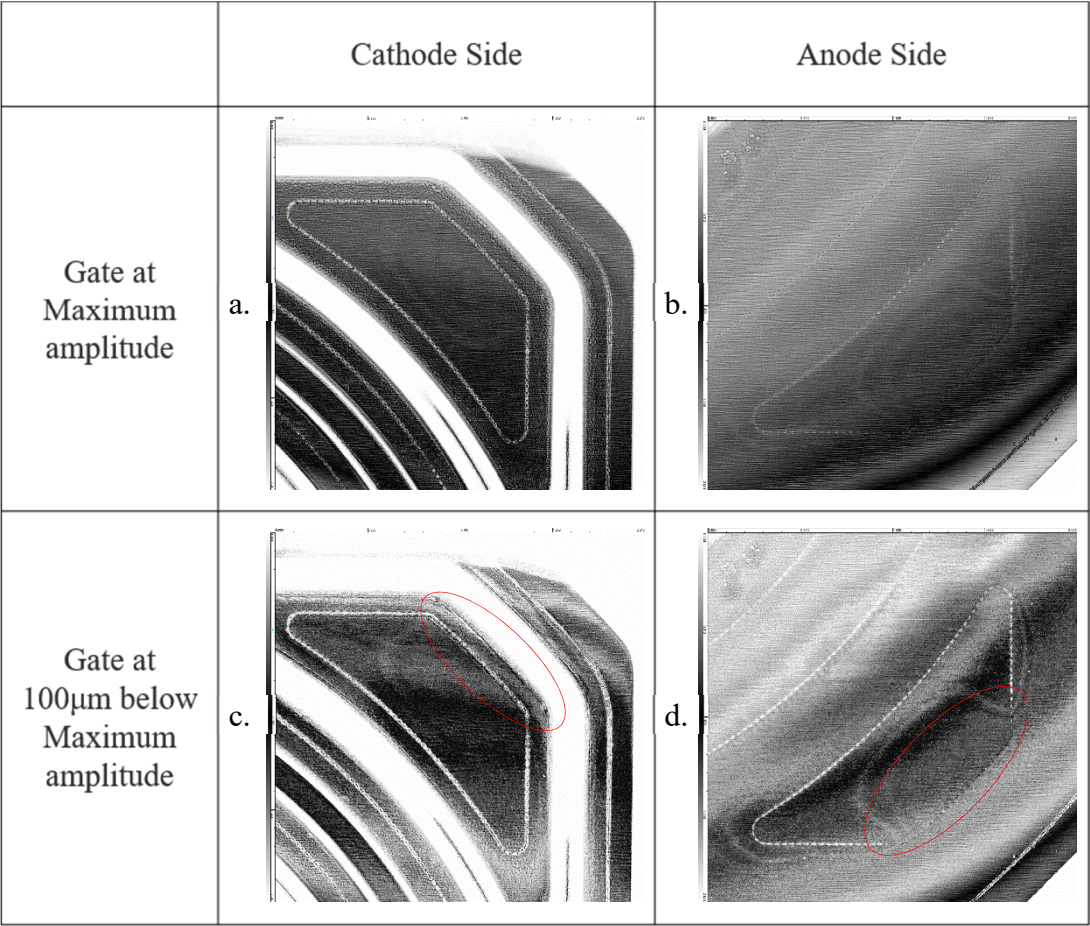 Cathode Side
Anode Side
Gate at
Maximum
amplitude
a.
b.
Gate at
100μm below
Maximum
amplitude
c.
d.